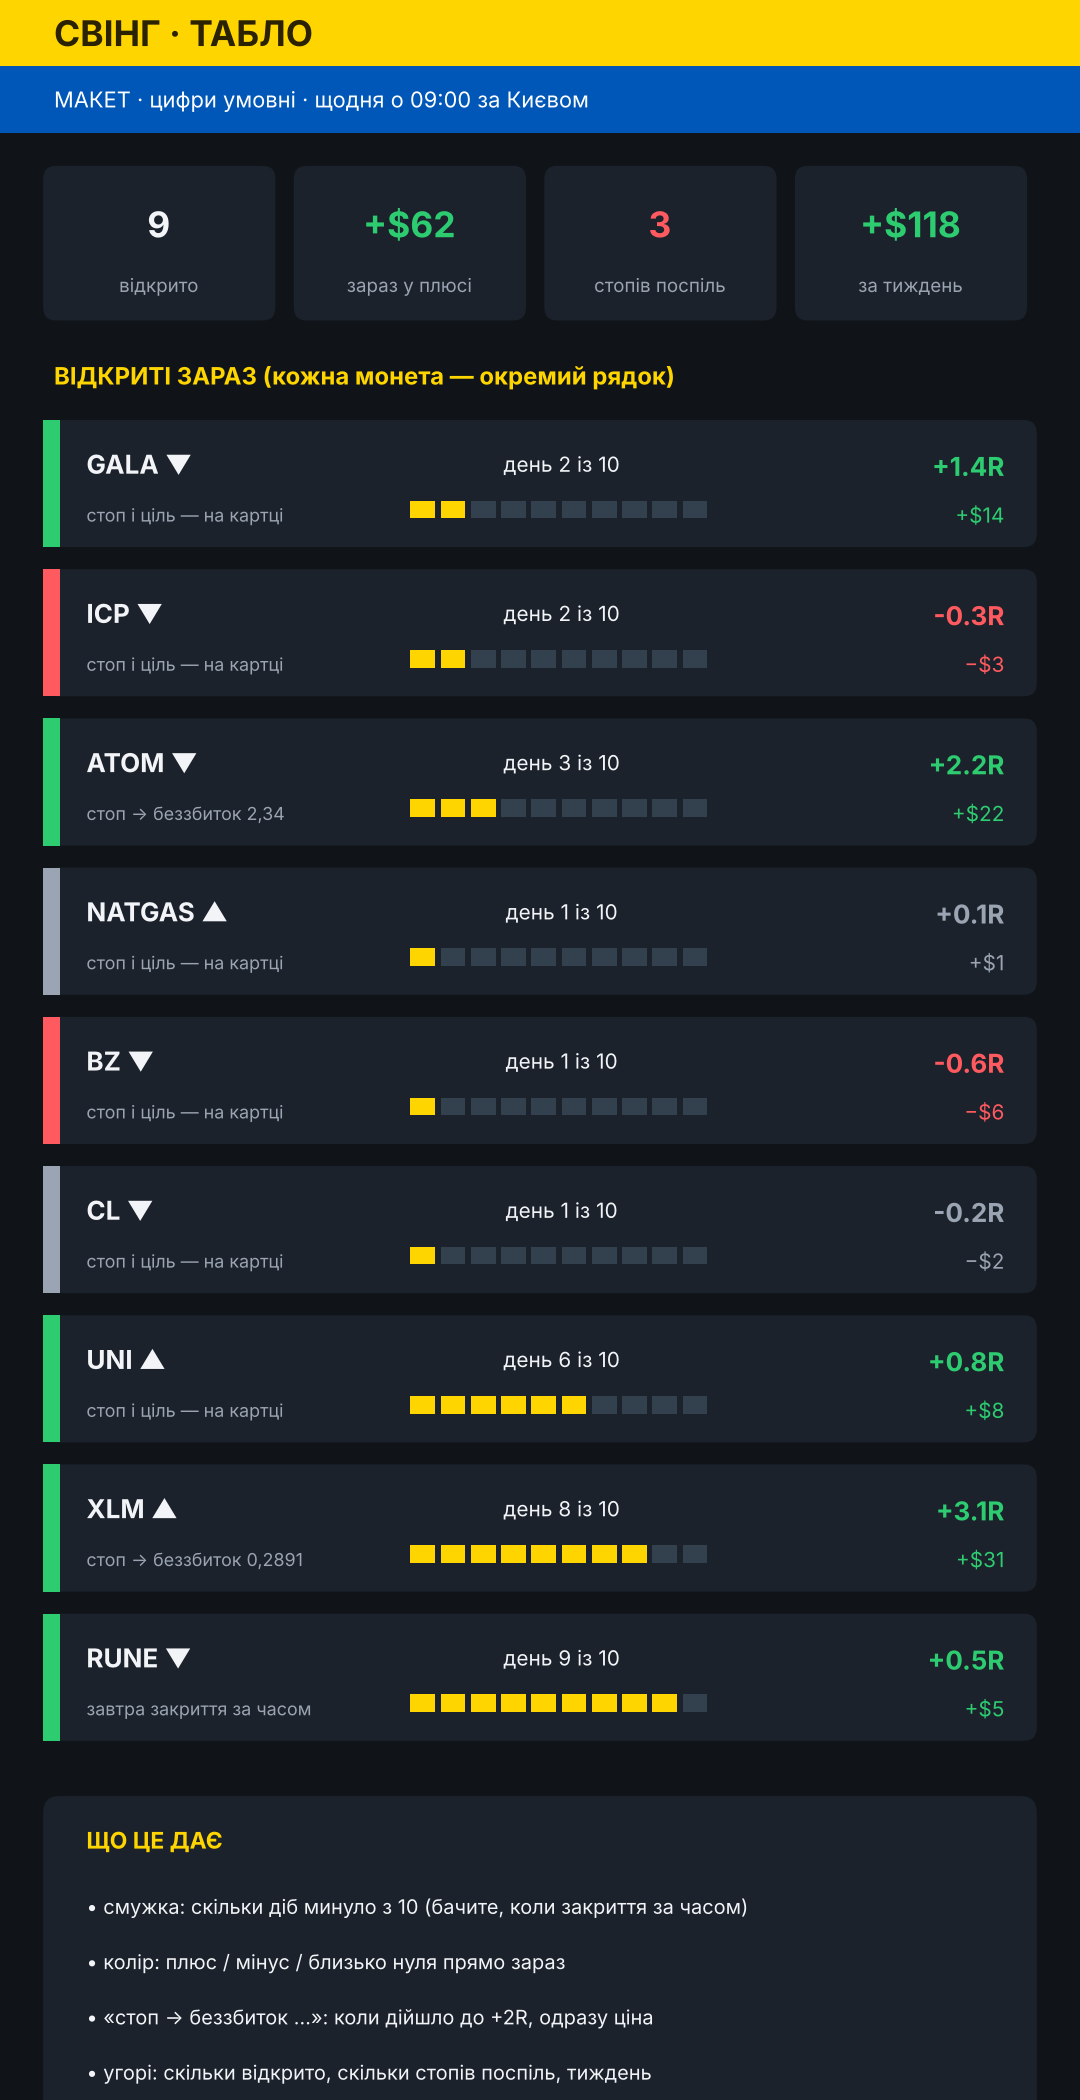 СВІНГ · ТАБЛО
МАКЕТ · цифри умовні · щодня о 09:00 за Києвом
9
+$62
3
+$118
відкрито
зараз у плюсі
стопів поспіль
за тиждень
ВІДКРИТІ ЗАРАЗ (кожна монета — окремий рядок)
GALA ▼
день 2 із 10
+1.4R
стоп і ціль — на картці
+$14
ICP ▼
день 2 із 10
-0.3R
стоп і ціль — на картці
−$3
ATOM ▼
день 3 із 10
+2.2R
стоп → беззбиток 2,34
+$22
NATGAS ▲
день 1 із 10
+0.1R
стоп і ціль — на картці
+$1
BZ ▼
день 1 із 10
-0.6R
стоп і ціль — на картці
−$6
CL ▼
день 1 із 10
-0.2R
стоп і ціль — на картці
−$2
UNI ▲
день 6 із 10
+0.8R
стоп і ціль — на картці
+$8
XLM ▲
день 8 із 10
+3.1R
стоп → беззбиток 0,2891
+$31
RUNE ▼
день 9 із 10
+0.5R
завтра закриття за часом
+$5
ЩО ЦЕ ДАЄ
• смужка: скільки діб минуло з 10 (бачите, коли закриття за часом)
• колір: плюс / мінус / близько нуля прямо зараз
• «стоп → беззбиток ...»: коли дійшло до +2R, одразу ціна
• угорі: скільки відкрито, скільки стопів поспіль, тиждень